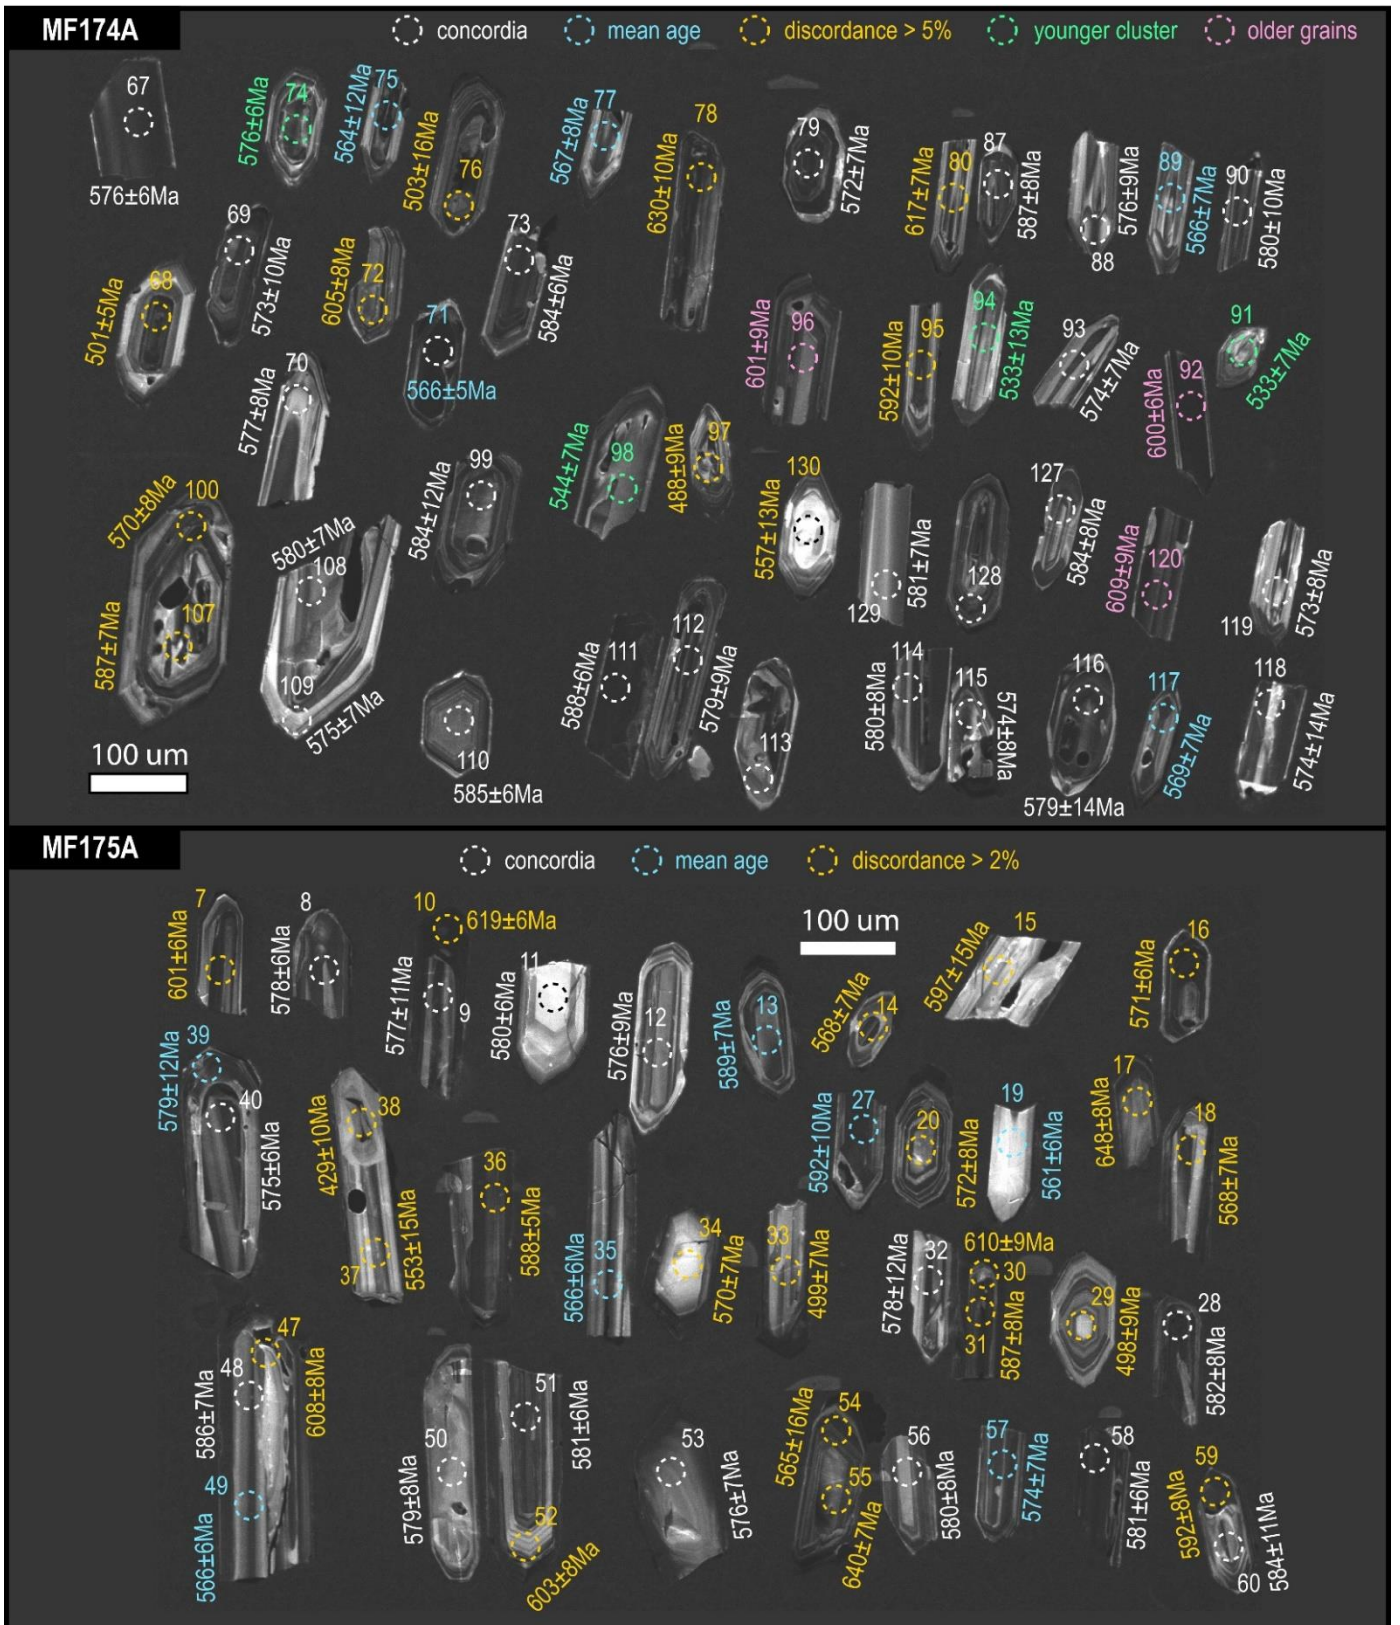 MF174A
concordia
mean age
discordance > 5%
younger cluster
older grains
67
576±6Ma
74
576±6Ma
75
564±12Ma
76
503±16Ma
77
567±8Ma
78
630±10Ma
79
572±7Ma
80
617±7Ma
87
587±8Ma
88
576±9Ma
89
566±7Ma
90
580±10Ma
68
501±5Ma
69
573±10Ma
72
605±8Ma
71
566±5Ma
73
584±6Ma
70
577±8Ma
96
601±9Ma
95
592±10Ma
94
533±13Ma
93
574±7Ma
92
600±6Ma
91
533±7Ma
100
570±8Ma
107
587±7Ma
108
580±7Ma
109
575±7Ma
99
584±12Ma
98
544±7Ma
97
488±9Ma
130
557±13Ma
129
581±7Ma
128
127
584±8Ma
120
609±9Ma
119
573±8Ma
110
585±6Ma
111
588±6Ma
112
579±9Ma
113
114
580±8Ma
115
574±8Ma
116
579±14Ma
117
569±7Ma
118
574±14Ma
100 um
MF175A
concordia
mean age
discordance > 2%
100 um
7
601±6Ma
8
578±6Ma
10
619±6Ma
9
577±11Ma
11
580±6Ma
12
576±9Ma
13
589±7Ma
14
568±7Ma
15
597±15Ma
16
571±6Ma
39
579±12Ma
40
575±6Ma
38
429±10Ma
37
553±15Ma
36
588±5Ma
35
566±6Ma
34
570±7Ma
33
499±7Ma
27
592±10Ma
20
572±8Ma
19
561±6Ma
17
648±8Ma
18
568±7Ma
32
578±12Ma
610±9Ma
30
31
587±8Ma
29
498±9Ma
28
582±8Ma
47
608±8Ma
48
586±7Ma
49
566±6Ma
50
579±8Ma
51
581±6Ma
52
603±8Ma
53
576±7Ma
54
565±16Ma
55
640±7Ma
56
580±8Ma
57
574±7Ma
58
581±6Ma
59
592±8Ma
60
584±11Ma